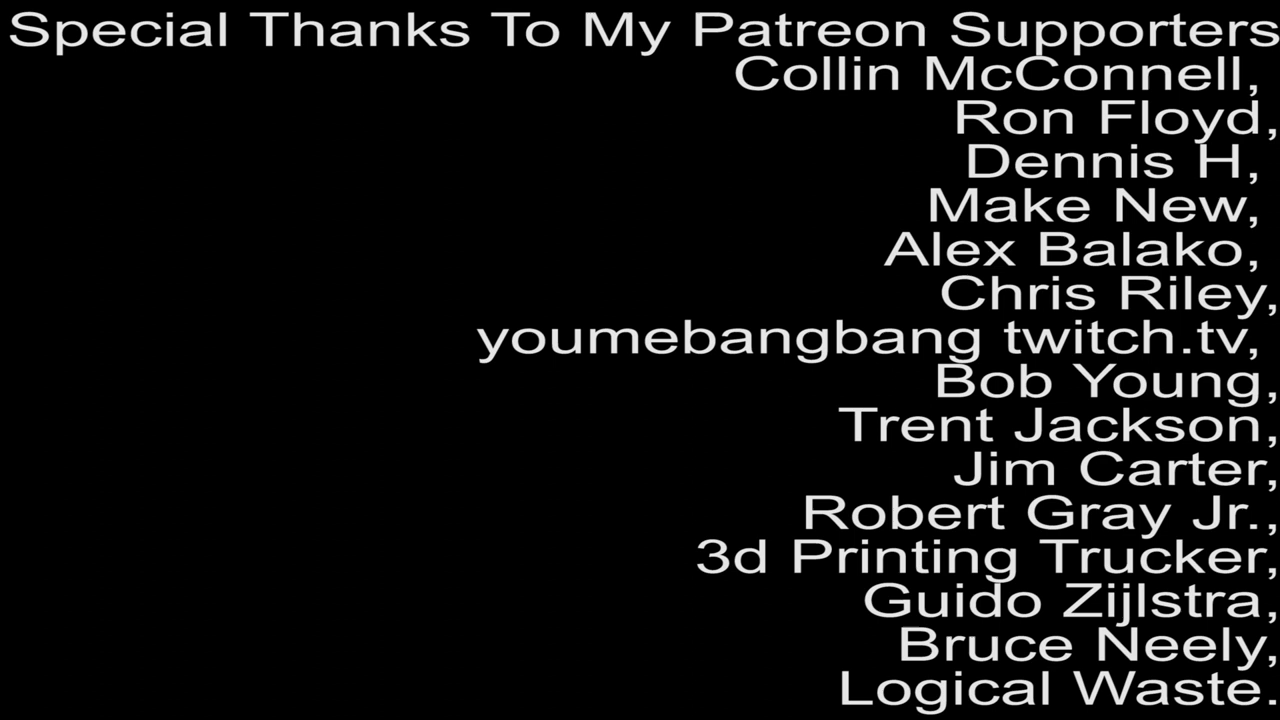 Special Thanks To My Patreon Supporters
Collin McConnell,
Ron Floyd,
Dennis H,
Make New,
Alex Balako,
Chris Riley,
youmebangbang twitch.tv,
Bob Young,
Trent Jackson,
Jim Carter,
Robert Gray Jr.,
3d Printing Trucker,
Guido Zijlstra,
Bruce Neely,
Logical Waste.